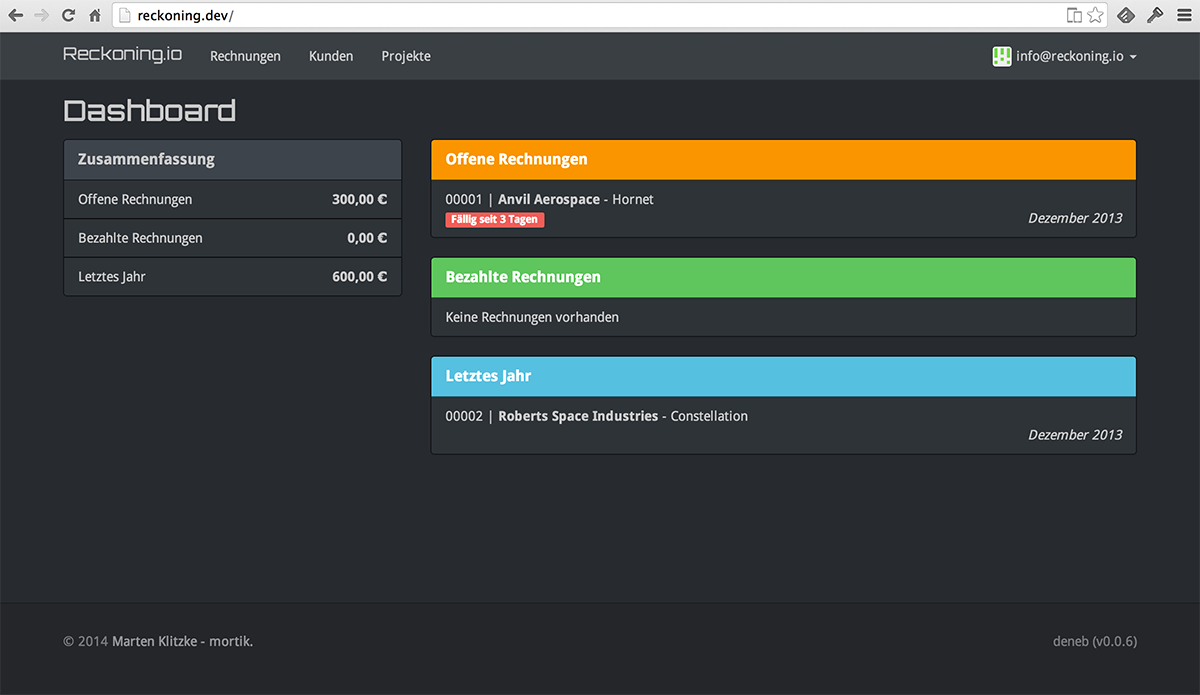 reckoning.dev/
Reckoning.io Rechnungen Kunden Projekte info@reckoning.io
Dashboard
Zusammenfassung
Offene Rechnungen 300,00 €
Bezahlte Rechnungen 0,00 €
Letztes Jahr 600,00 €
Offene Rechnungen
00001 | Anvil Aerospace - Hornet
Fällig seit 3 Tagen
Dezember 2013
Bezahlte Rechnungen
Keine Rechnungen vorhanden
Letztes Jahr
00002 | Roberts Space Industries - Constellation
Dezember 2013
© 2014 Marten Klitzke - mortik. deneb (v0.0.6)